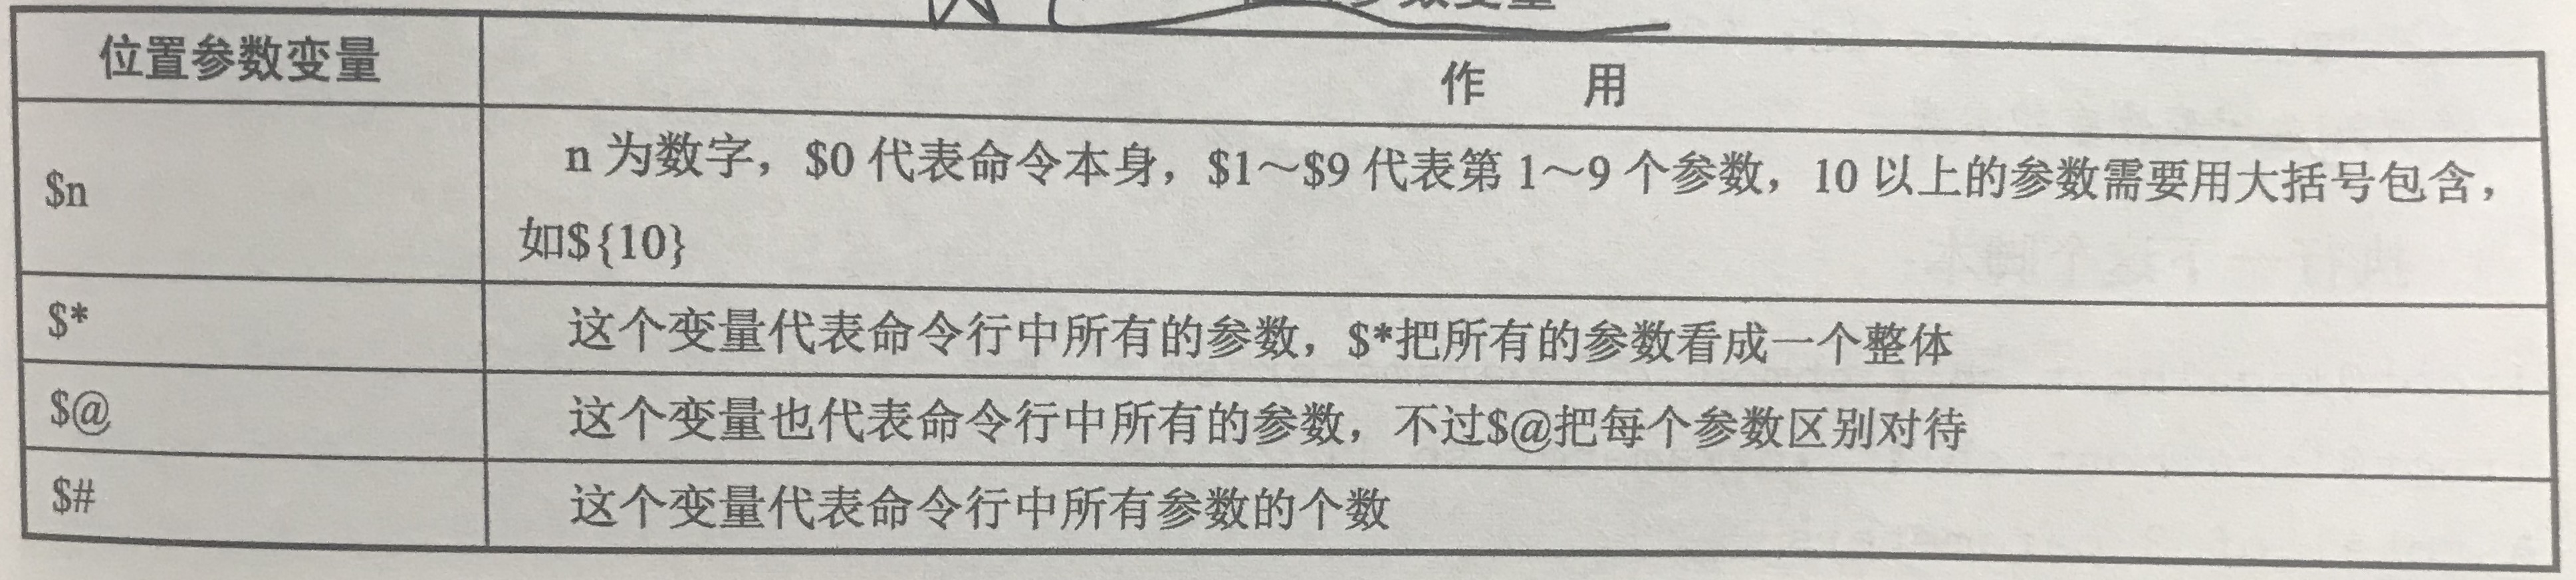 参数变量
位置参数变量
作 用
$n
n 为数字，$0 代表命令本身，$1～$9 代表第 1～9 个参数，10 以上的参数需要用大括号包含，
如${10}
$*
这个变量代表命令行中所有的参数，$*把所有的参数看成一个整体
$@
这个变量也代表命令行中所有的参数，不过$@把每个参数区别对待
$#
这个变量代表命令行中所有参数的个数